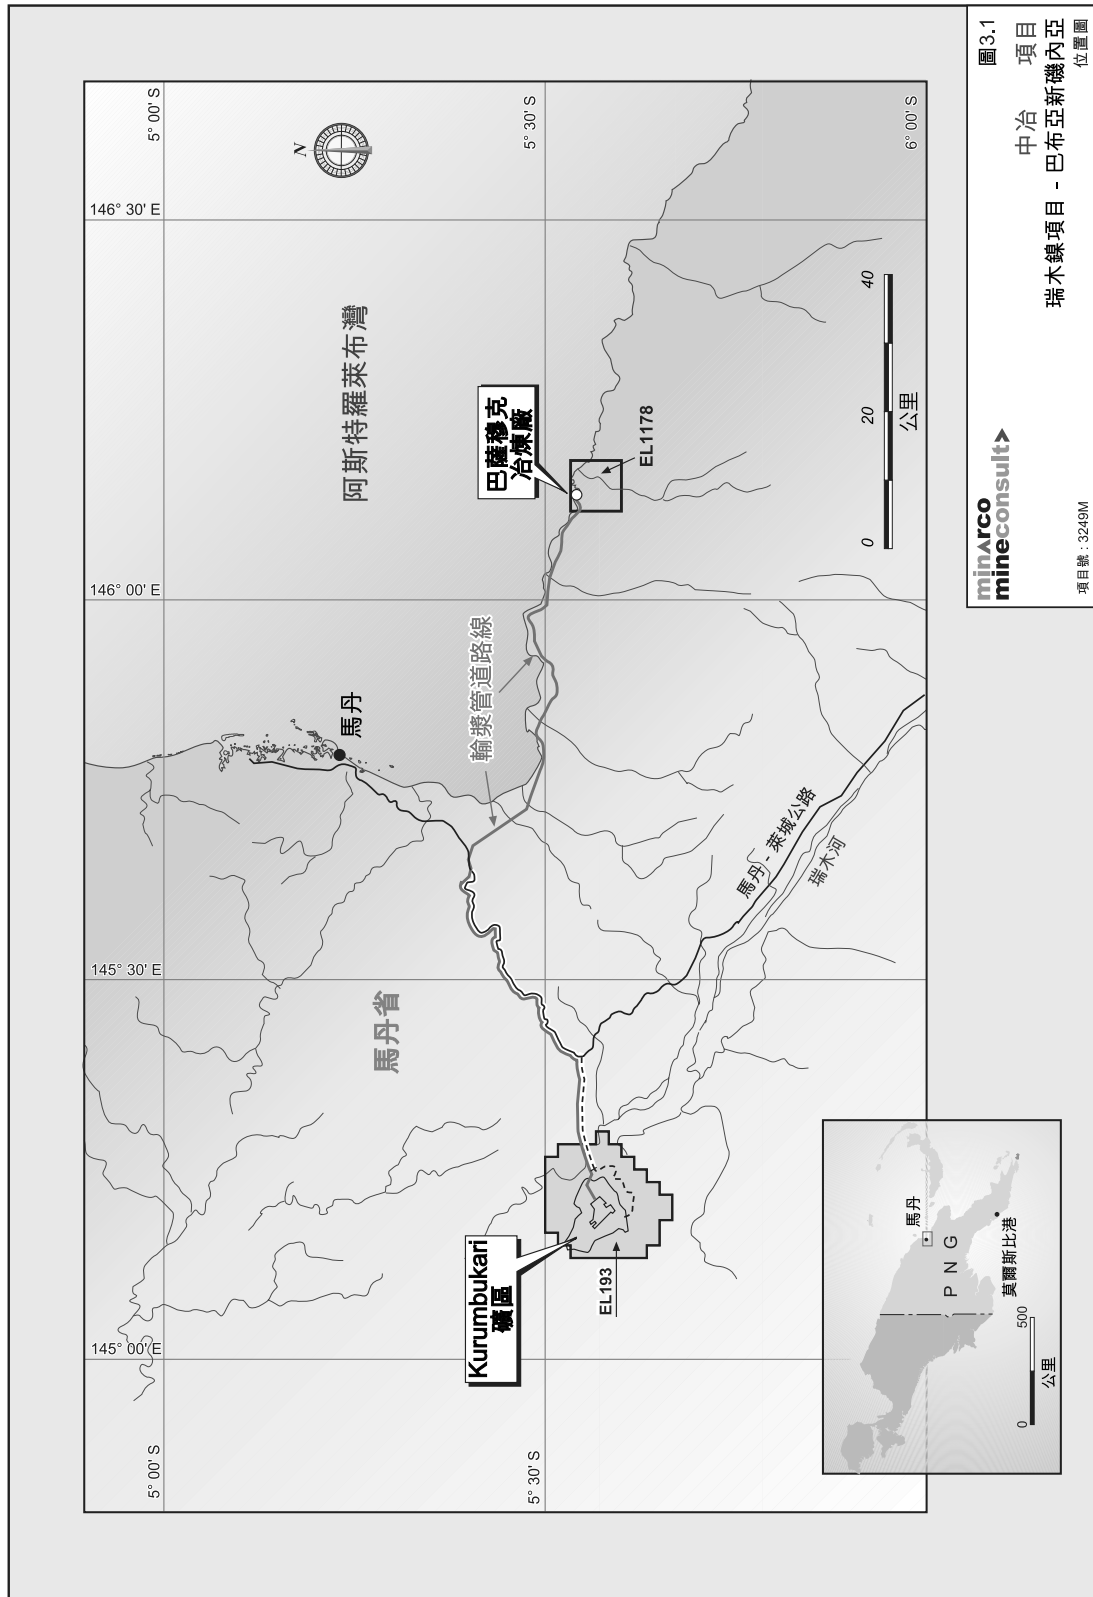 145° 00' E
145° 30' E
146° 00' E
146° 30' E
5° 00' S
5° 00' S
N
馬丹
阿斯特羅萊布灣
馬丹省
輸漿管道路線
Kurumbukari
礦區
巴薩穆克
冶煉廠
5° 30' S
5° 30' S
EL193
EL1178
馬丹 - 萊城公路
瑞木河
0
20
40
公里
6° 00' S
馬丹
P N G
莫爾斯比港
0
500
公里
minarco
mineconsult
項目號 : 3249M
圖3.1
中冶 項目
瑞木鎳項目 - 巴布亞新磯內亞
位置圖